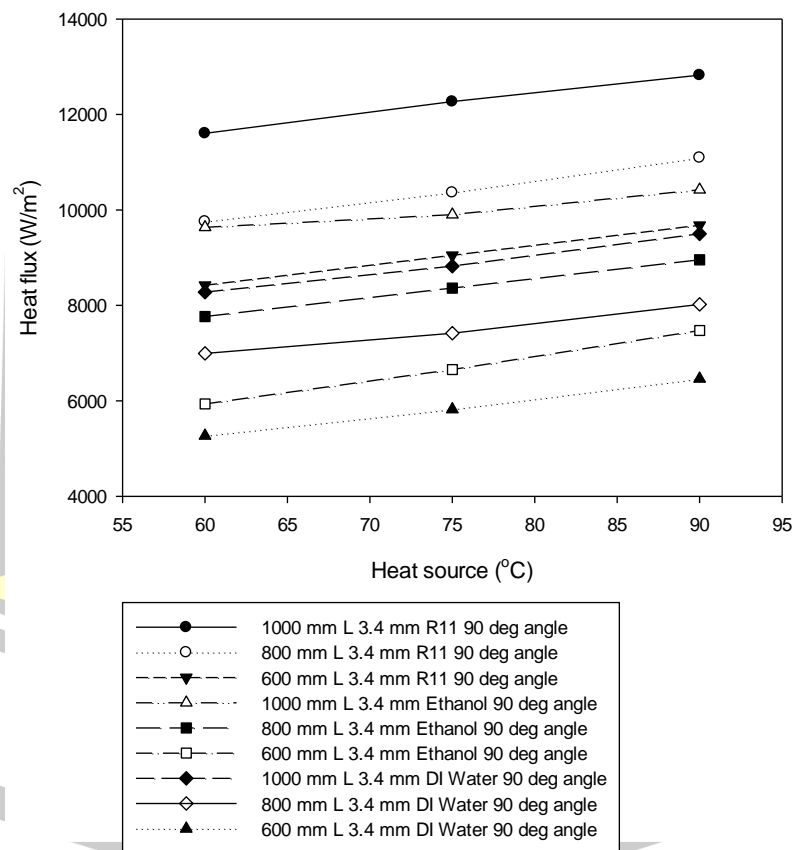 14000
12000
10000
8000
6000
4000
Heat flux (W/m²)
55 60 65 70 75 80 85 90 95
Heat source (°C)
1000 mm L 3.4 mm R11 90 deg angle
800 mm L 3.4 mm R11 90 deg angle
600 mm L 3.4 mm R11 90 deg angle
1000 mm L 3.4 mm Ethanol 90 deg angle
800 mm L 3.4 mm Ethanol 90 deg angle
600 mm L 3.4 mm Ethanol 90 deg angle
1000 mm L 3.4 mm DI Water 90 deg angle
800 mm L 3.4 mm DI Water 90 deg angle
600 mm L 3.4 mm DI Water 90 deg angle